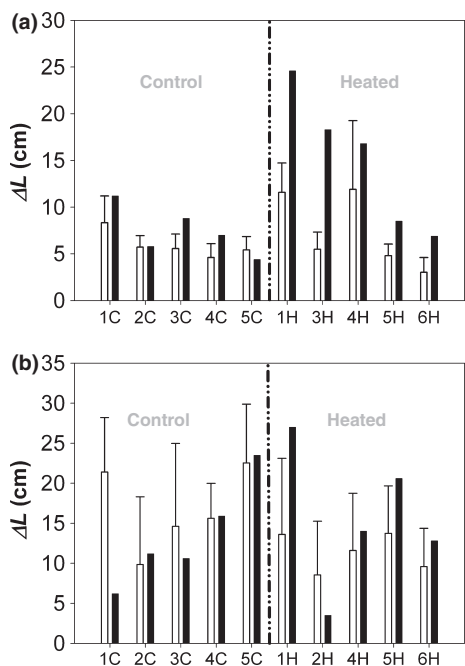 (a)
30
25
20
15
10
5
0
ΔL (cm)
Control Heated
1C 2C 3C 4C 5C 1H 3H 4H 5H 6H
(b)
35
30
25
20
15
10
5
0
ΔL (cm)
Control Heated
1C 2C 3C 4C 5C 1H 2H 4H 5H 6H